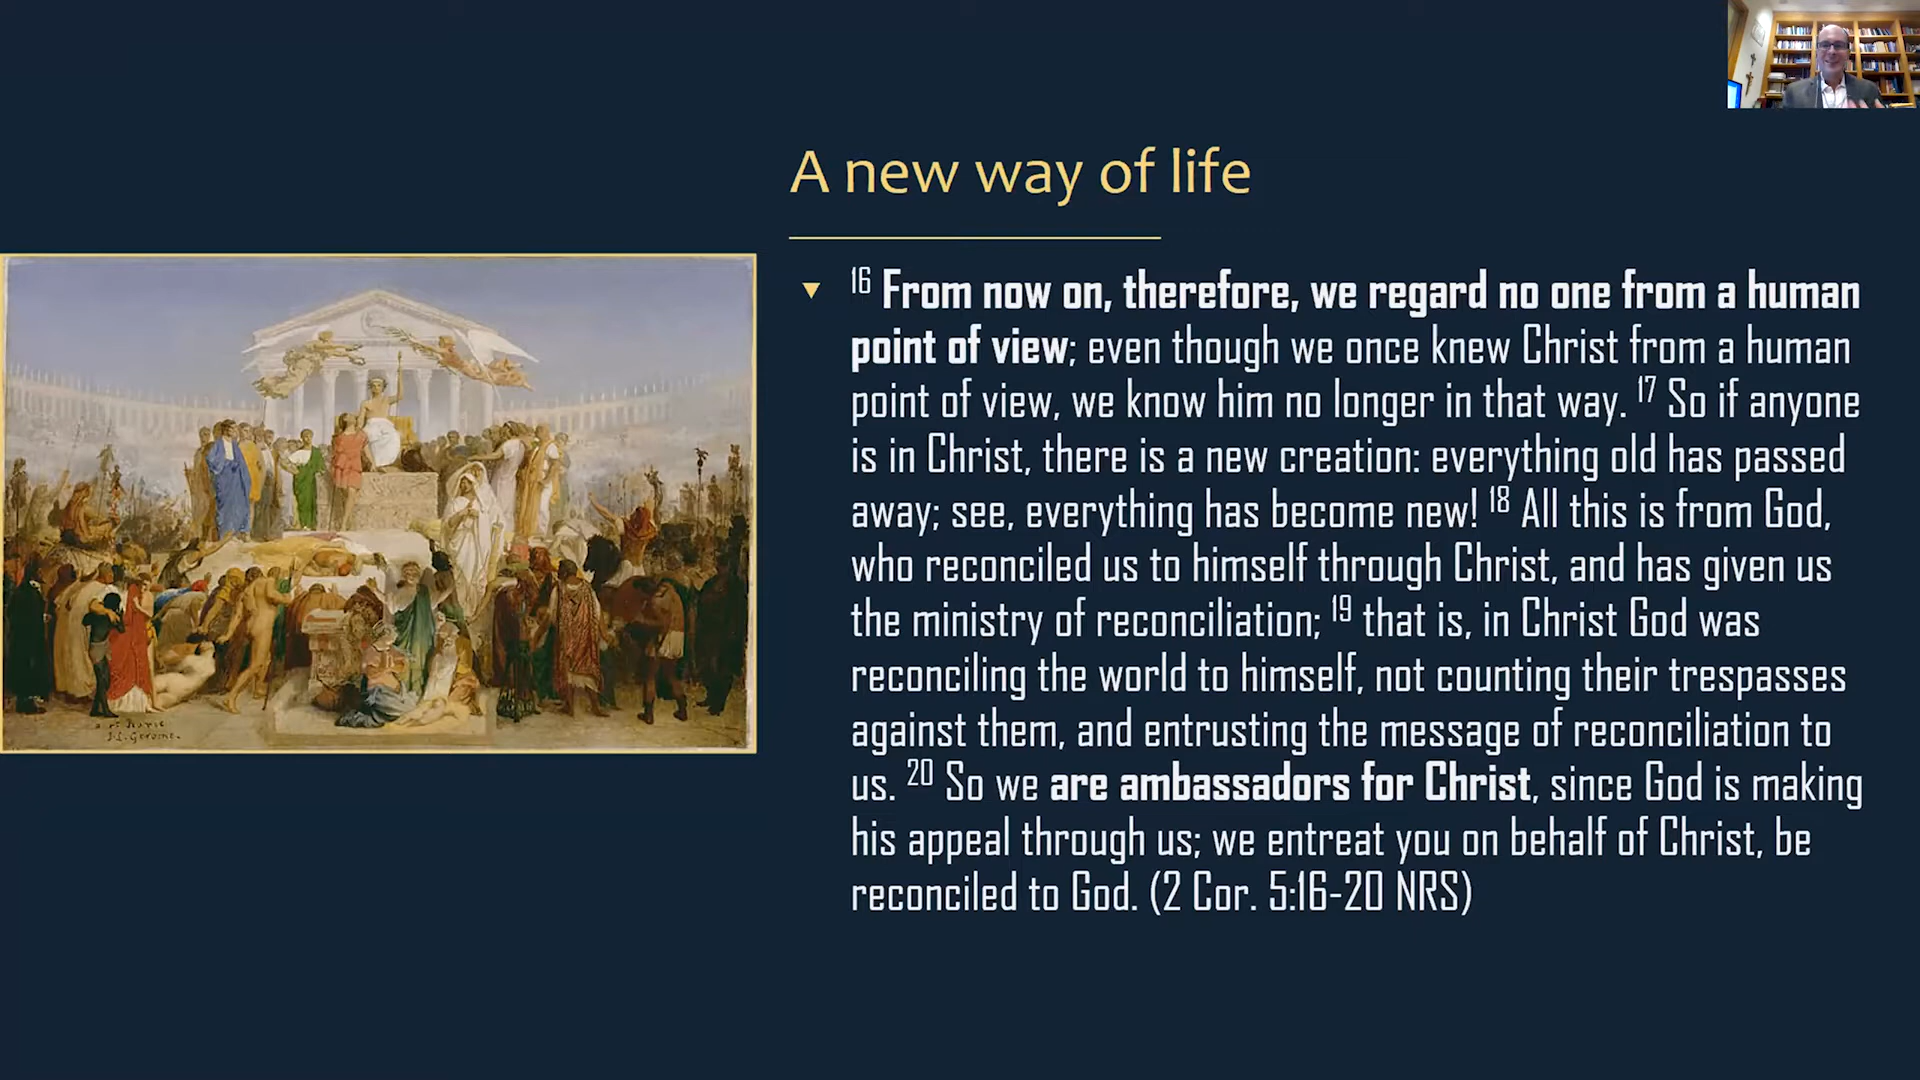 A new way of life
16 From now on, therefore, we regard no one from a human
point of view; even though we once knew Christ from a human
point of view, we know him no longer in that way. 17 So if anyone
is in Christ, there is a new creation: everything old has passed
away; see, everything has become new! 18 All this is from God,
who reconciled us to himself through Christ, and has given us
the ministry of reconciliation; 19 that is, in Christ God was
reconciling the world to himself, not counting their trespasses
against them, and entrusting the message of reconciliation to
us. 20 So we are ambassadors for Christ, since God is making
his appeal through us; we entreat you on behalf of Christ, be
reconciled to God. (2 Cor. 5:16-20 NRS)
J.L. Gerome.